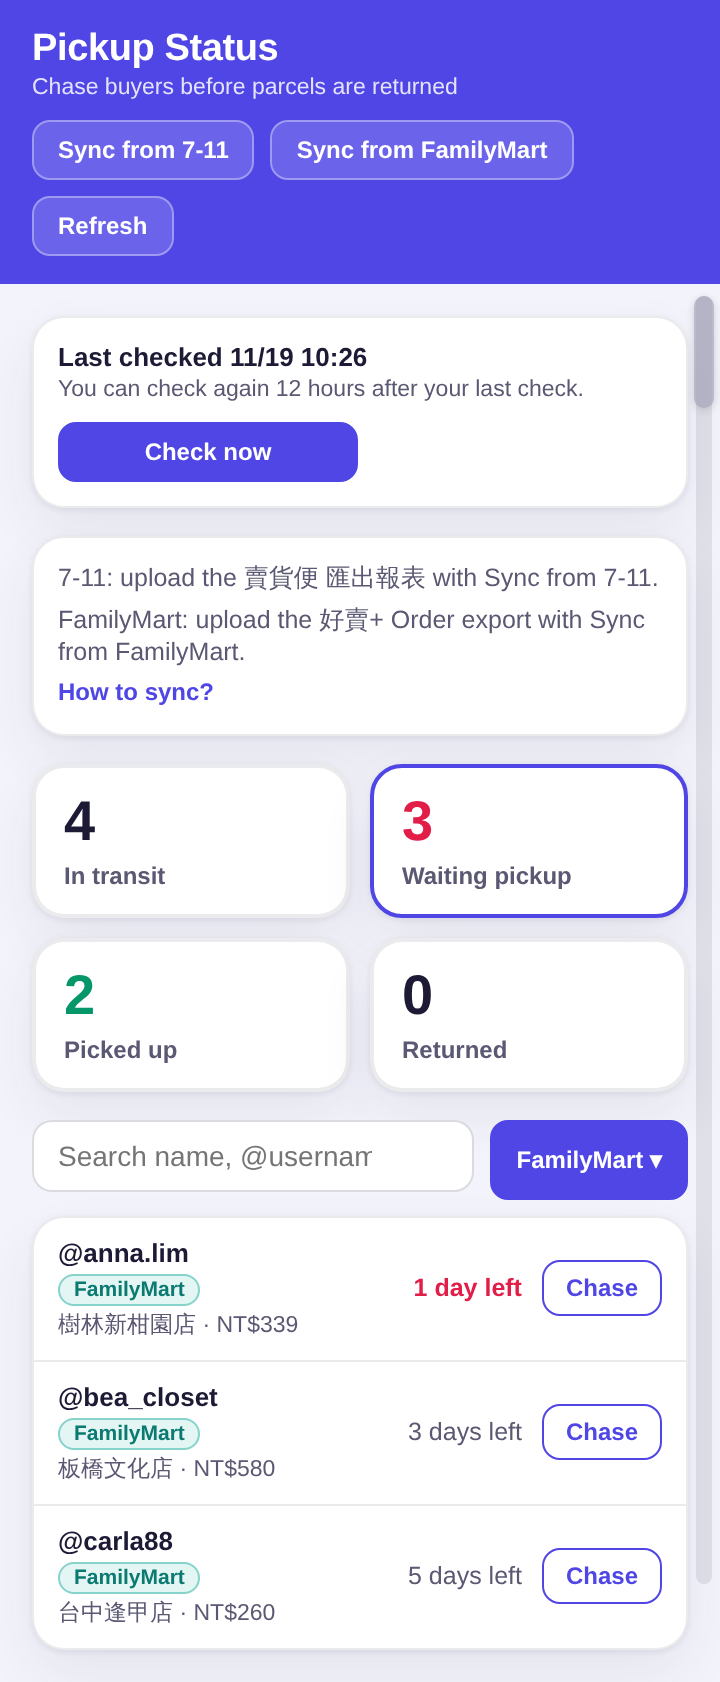 Pickup Status
Chase buyers before parcels are returned
Sync from 7-11
Sync from FamilyMart
Refresh
Last checked 11/19 10:26
You can check again 12 hours after your last check.
Check now
7-11: upload the 賣貨便 匯出報表 with Sync from 7-11.
FamilyMart: upload the 好賣+ Order export with Sync
from FamilyMart.
How to sync?
4
In transit
3
Waiting pickup
2
Picked up
0
Returned
Search name, @usernam
FamilyMart ▾
@anna.lim
FamilyMart
樹林新柑園店 · NT$339
1 day left
Chase
@bea_closet
FamilyMart
板橋文化店 · NT$580
3 days left
Chase
@carla88
FamilyMart
台中逢甲店 · NT$260
5 days left
Chase